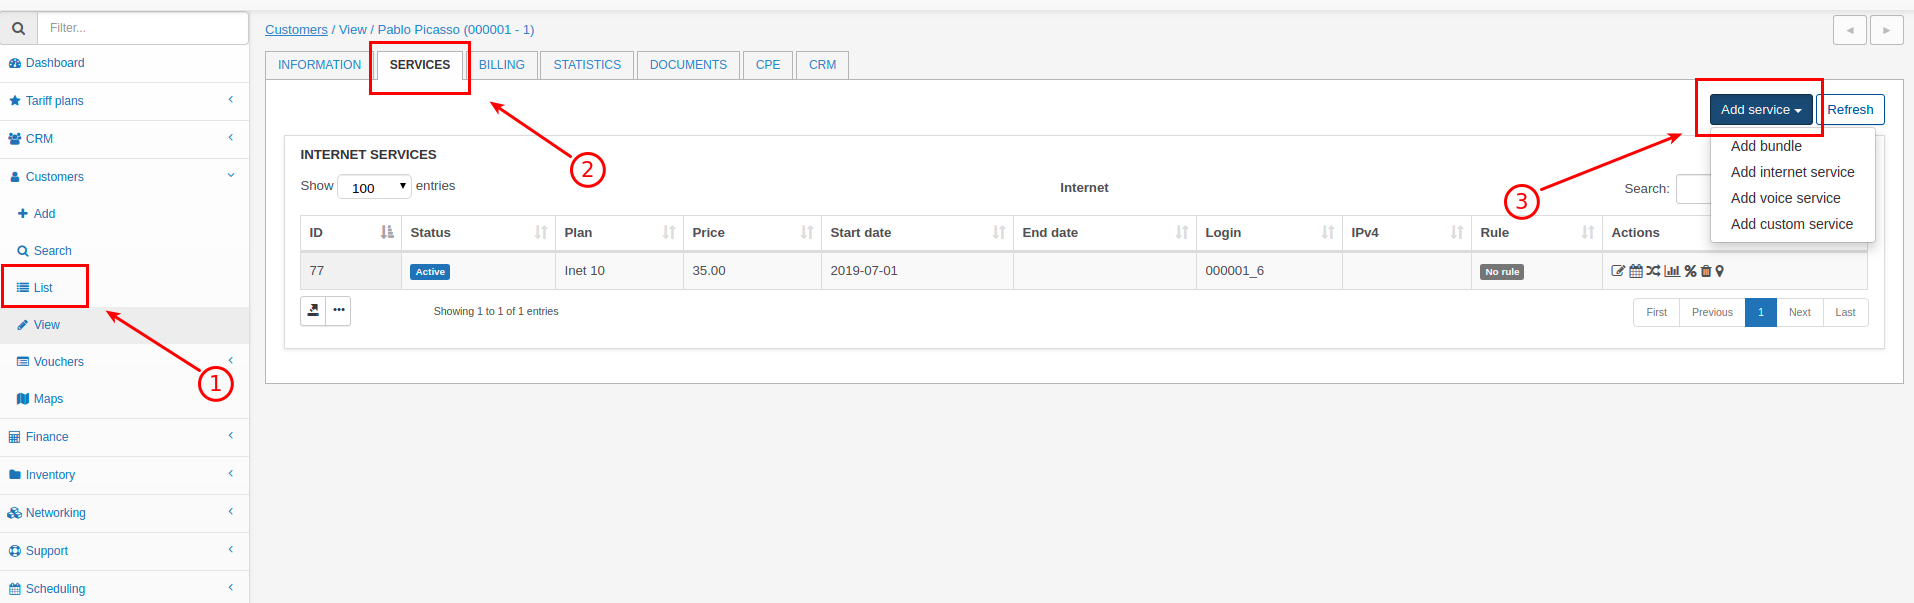 Filter...
Customers / View / Pablo Picasso (000001 - 1)
Dashboard
Tariff plans
CRM
Customers
Add
Search
List
View
Vouchers
Maps
Finance
Inventory
Networking
Support
Scheduling
INFORMATION SERVICES BILLING STATISTICS DOCUMENTS CPE CRM
Add service Refresh
Add bundle
Add internet service
Add voice service
Add custom service
INTERNET SERVICES
Show 100 entries
Internet
Search:
ID Status Plan Price Start date End date Login IPv4 Rule Actions
77 Active Inet 10 35.00 2019-07-01 000001_6 No rule
Showing 1 to 1 of 1 entries
First Previous 1 Next Last
1
2
3